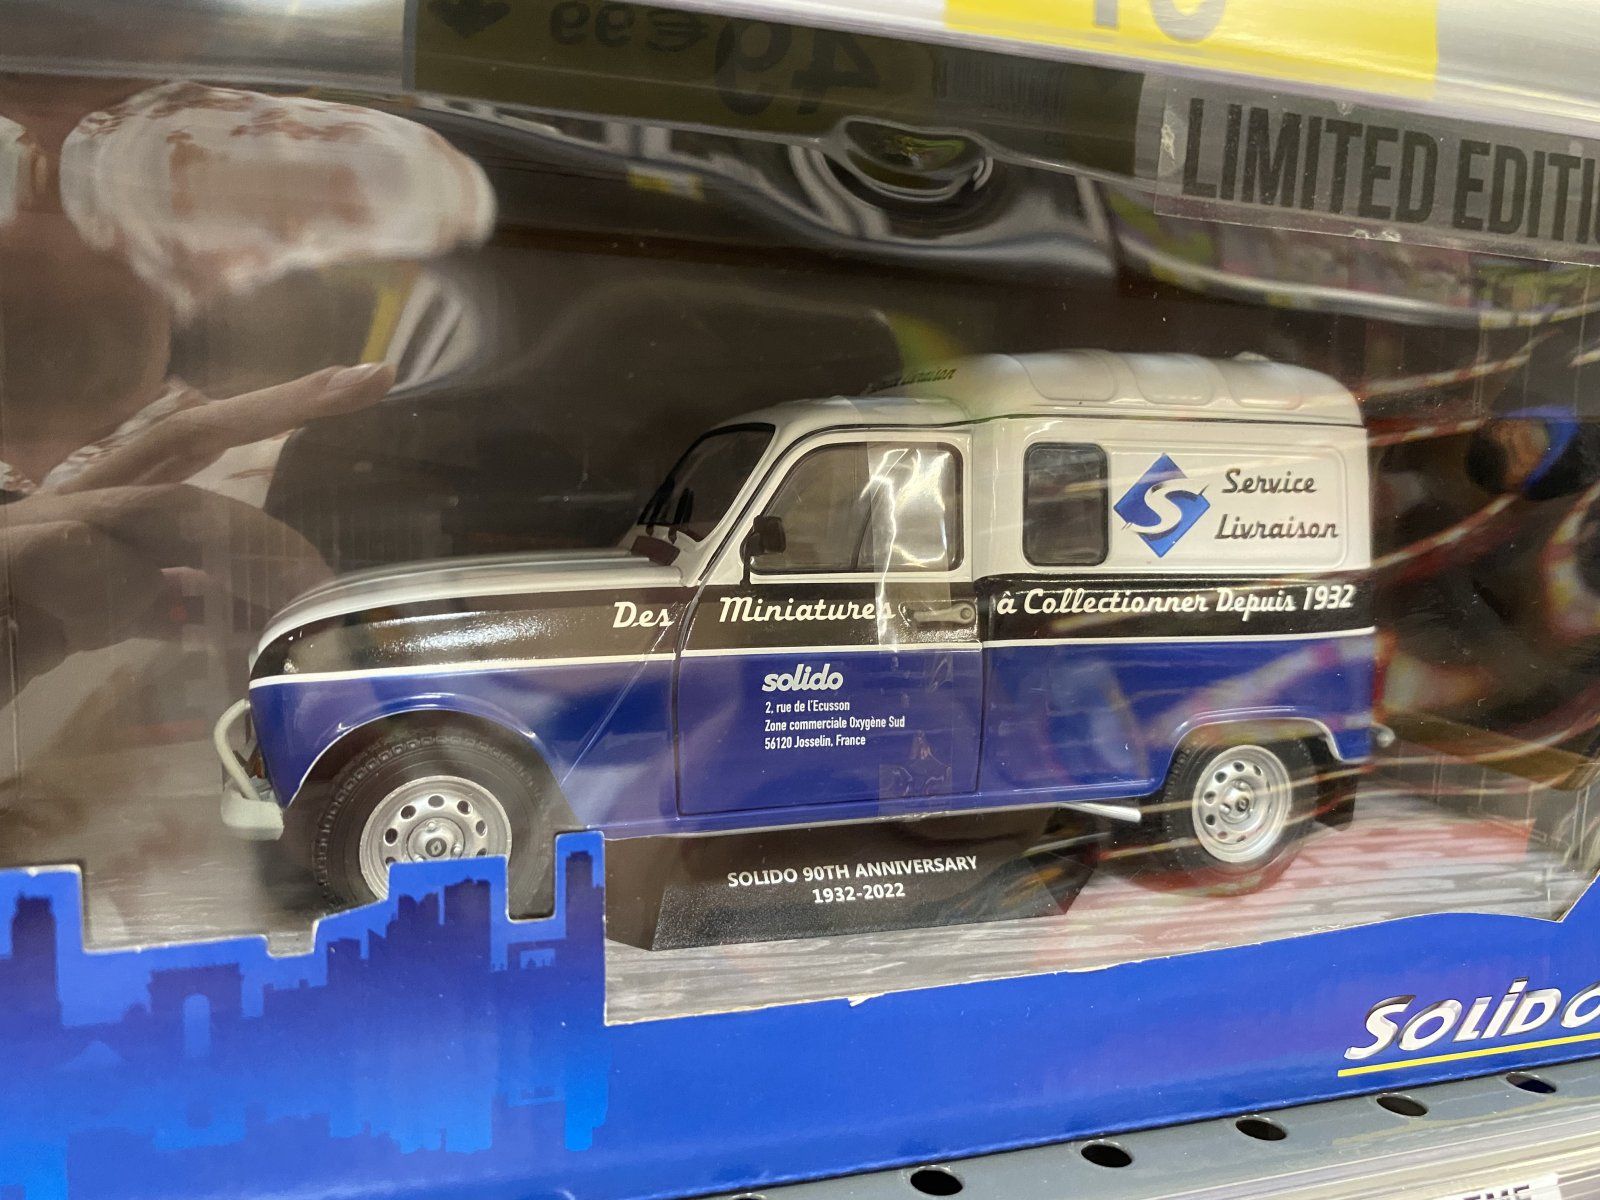 LIMITED EDITI
Service
Livraison
Des Miniatures à Collectionner Depuis 1932
solido
2, rue de l'Ecusson
Zone commerciale Oxygène Sud
56120 Josselin, France
SOLIDO 90TH ANNIVERSARY
1932-2022
SOLIDO